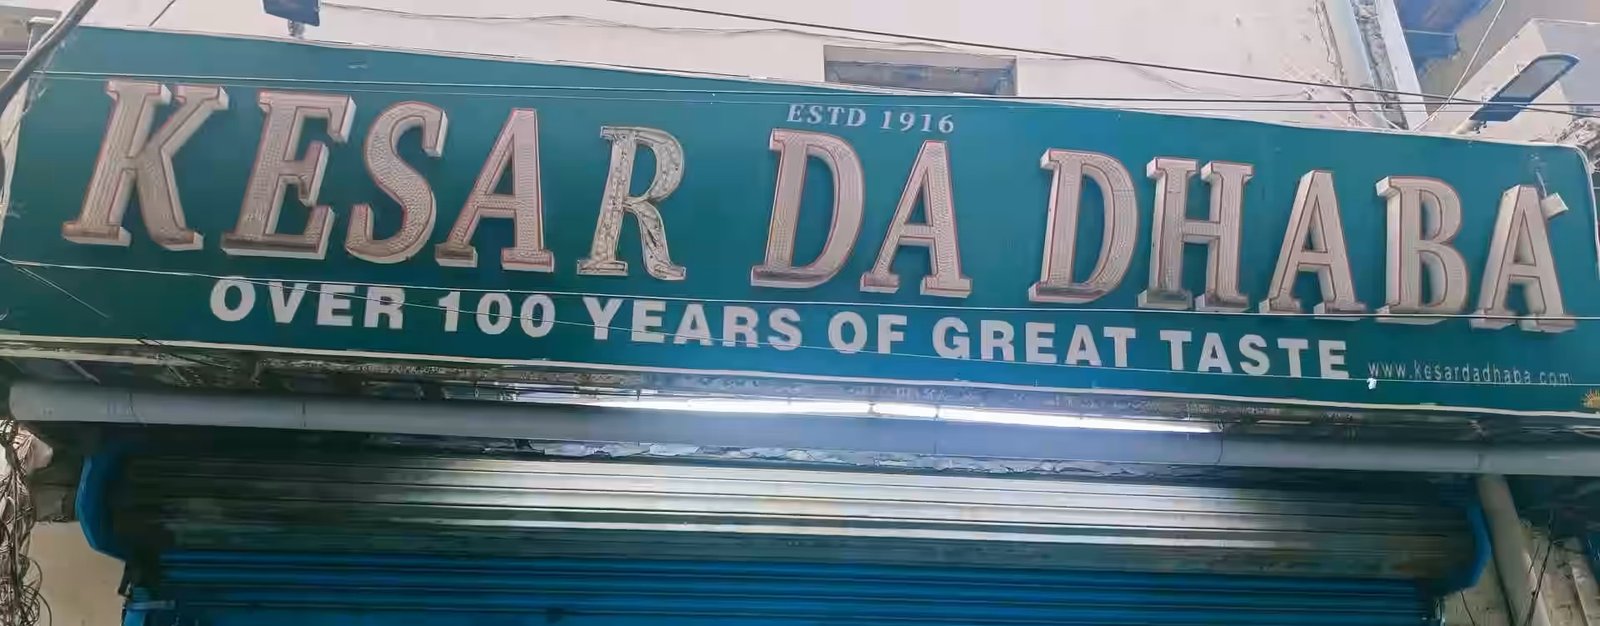 ESTD 1916
KESAR DA DHABA
OVER 100 YEARS OF GREAT TASTE
www.kesardadhaba.com